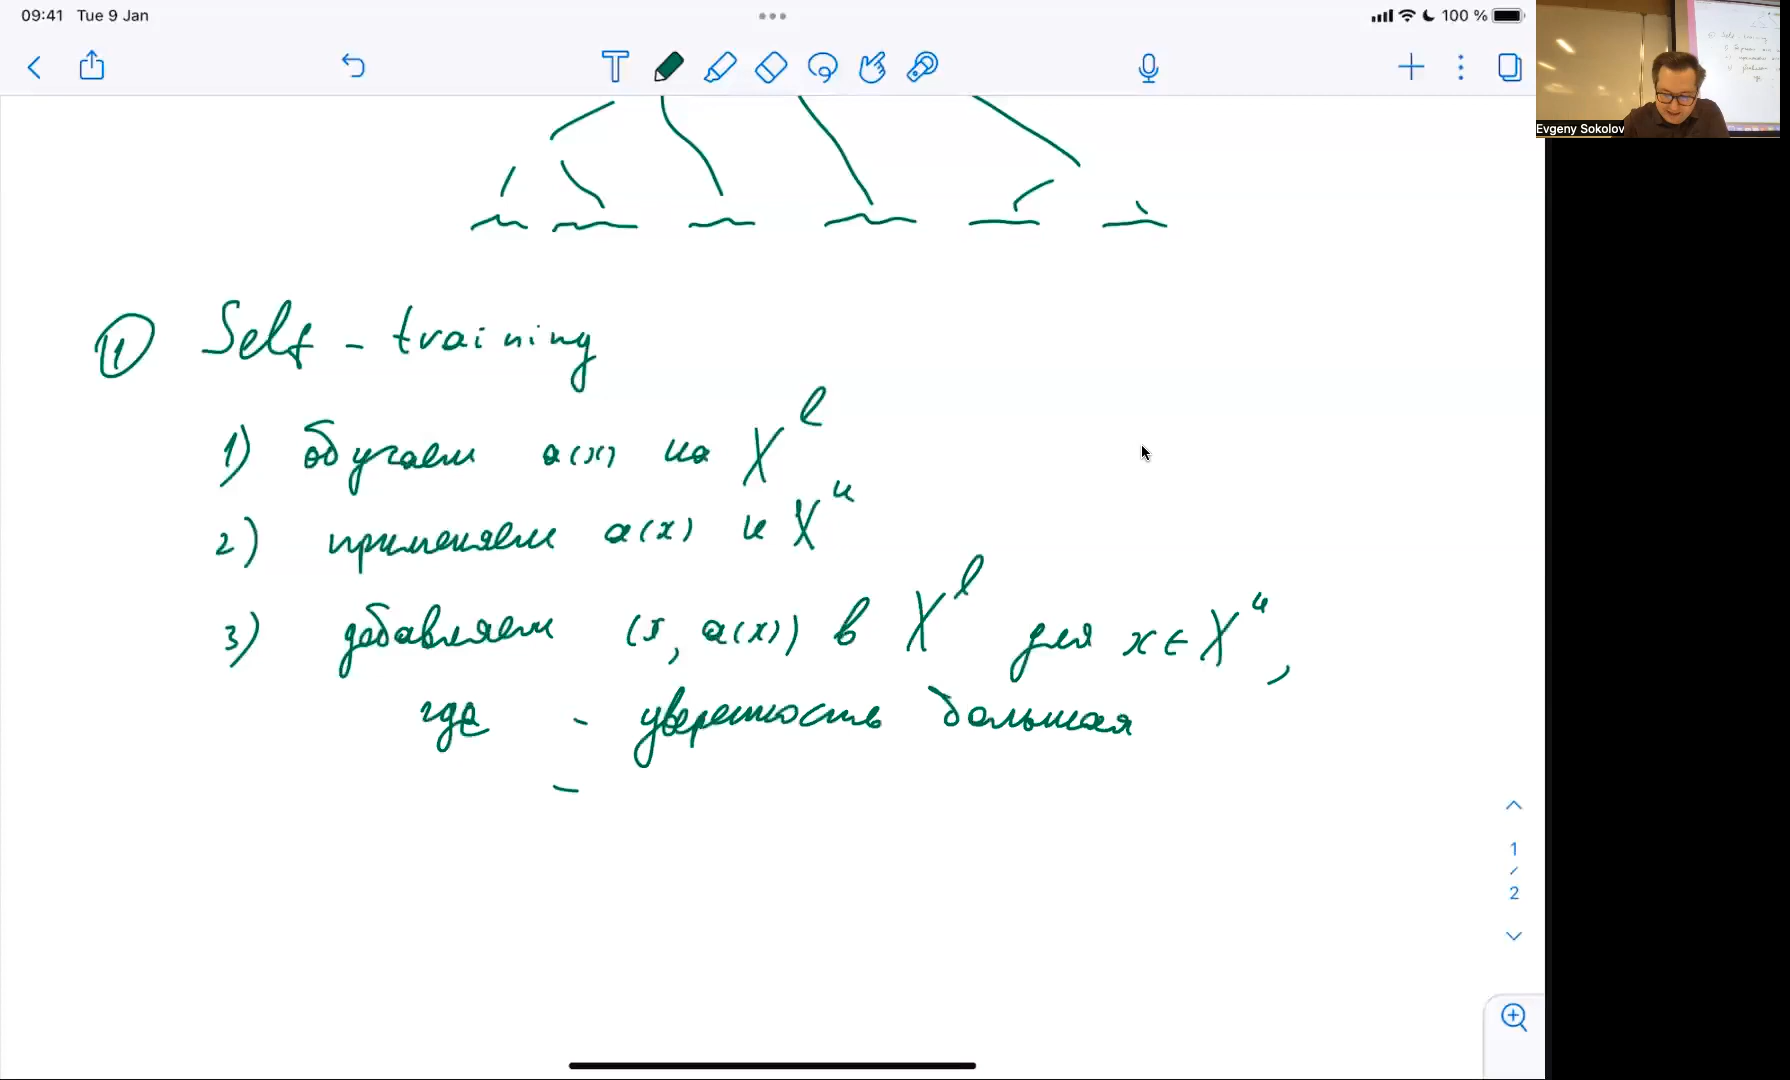 09:41 Tue 9 Jan
100 %
Evgeny Sokolov
① Self-training
1) обучаем a(x) на X^l
2) применяем a(x) к X^u
3) добавляем (x, a(x)) в X^l для x ∈ X^u,
где - уверенность большая
-
1
/
2